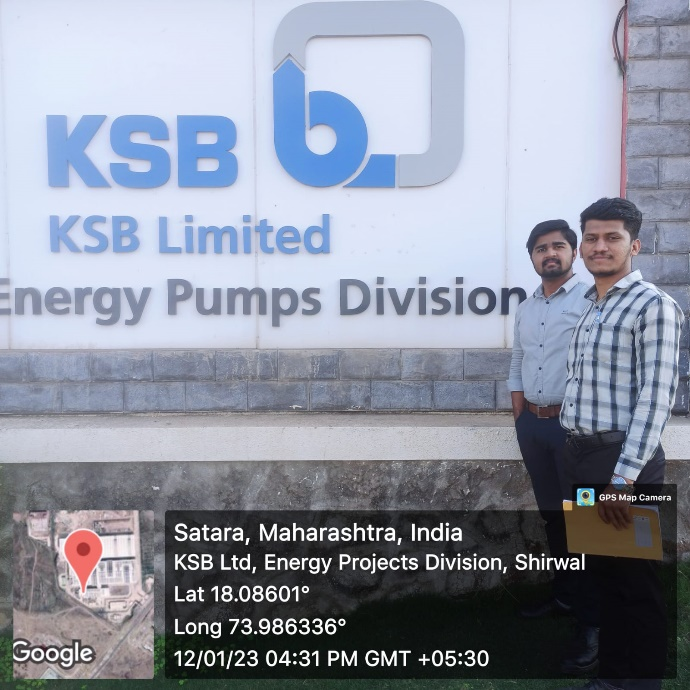 KSB b
KSB Limited
Energy Pumps Division
GPS Map Camera
Satara, Maharashtra, India
KSB Ltd, Energy Projects Division, Shirwal
Lat 18.08601°
Long 73.986336°
12/01/23 04:31 PM GMT +05:30
Google